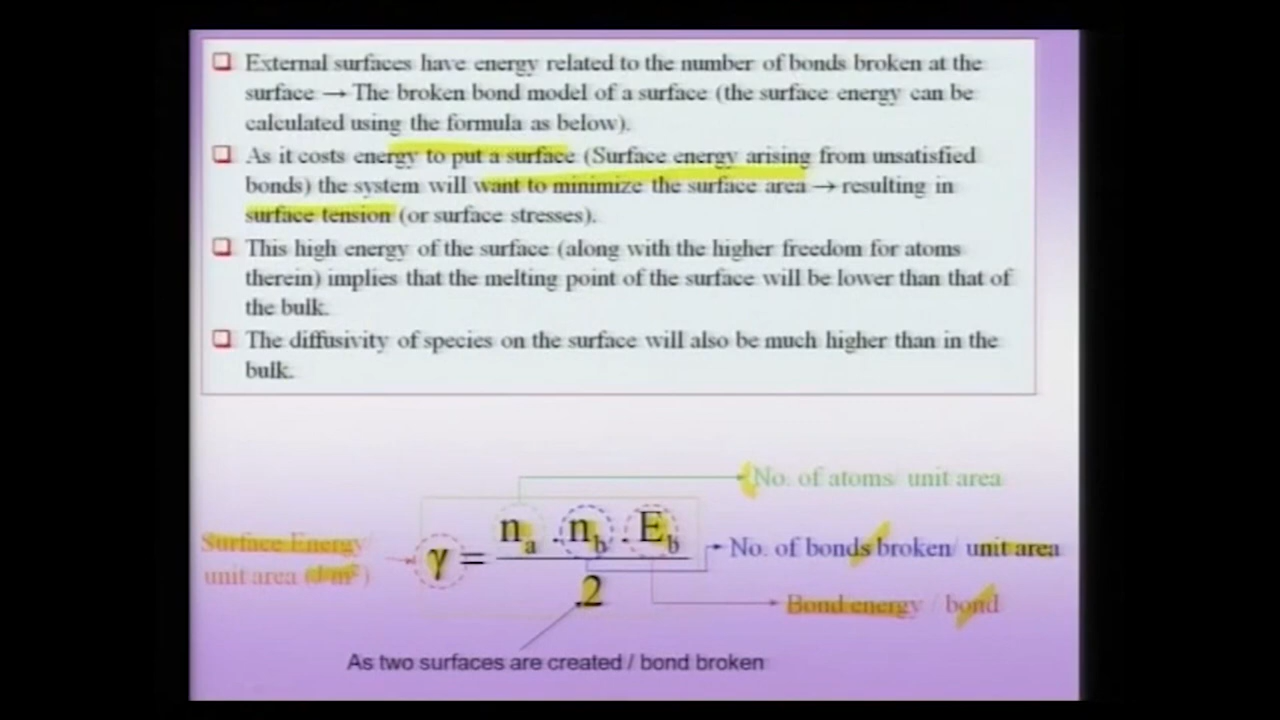 External surfaces have energy related to the number of bonds broken at the
surface → The broken bond model of a surface (the surface energy can be
calculated using the formula as below).
As it costs energy to put a surface (Surface energy arising from unsatisfied
bonds) the system will want to minimize the surface area → resulting in
surface tension (or surface stresses).
This high energy of the surface (along with the higher freedom for atoms
therein) implies that the melting point of the surface will be lower than that of
the bulk.
The diffusivity of species on the surface will also be much higher than in the
bulk.
No. of atoms/ unit area
Surface Energy/
unit area (J/m²)
γ = nₐ . n_b . E_b / 2
No. of bonds broken/ unit area
Bond energy / bond
As two surfaces are created / bond broken